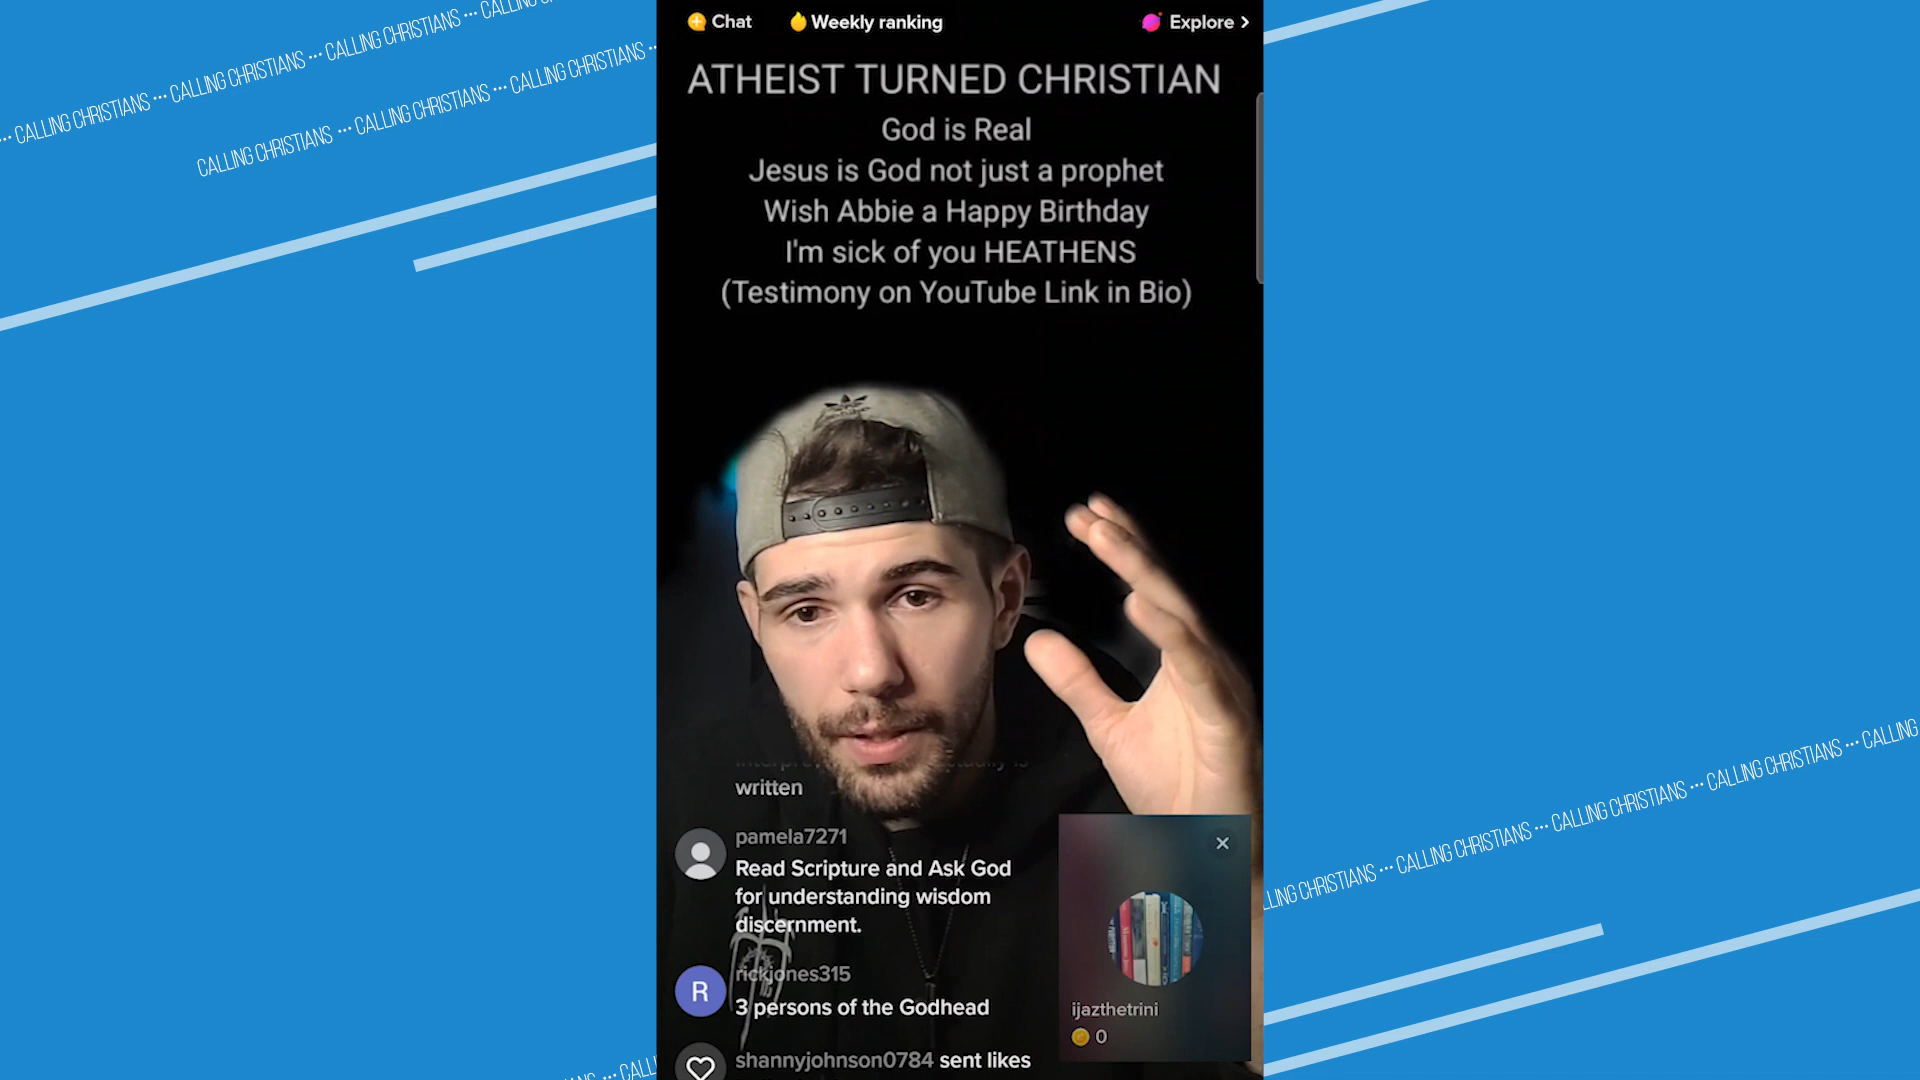 CALLING CHRISTIANS ••• CALLING CHRISTIANS ••• CALLING CHRISTIANS ••• CALLING
CALLING CHRISTIANS ••• CALLING CHRISTIANS ••• CALLING CHRISTIANS
Chat
Weekly ranking
Explore >
ATHEIST TURNED CHRISTIAN
God is Real
Jesus is God not just a prophet
Wish Abbie a Happy Birthday
I'm sick of you HEATHENS
(Testimony on YouTube Link in Bio)
written
pamela7271
Read Scripture and Ask God
for understanding wisdom
discernment.
R
rickjones315
3 persons of the Godhead
shannyjohnson0784 sent likes
ijazthetrini
0
CHRISTIANS ••• CALLING CHRISTIANS ••• CALLING CHRISTIANS ••• CALLING CHRISTIANS ••• CALLING